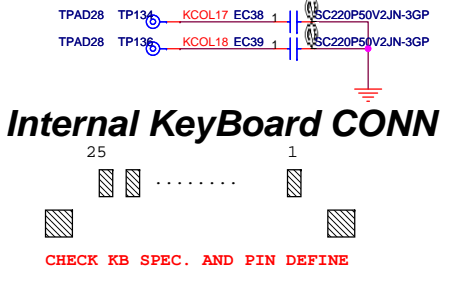 TPAD28 TP134 KCOL17 EC38 1 SC220P50V2JN-3GP
TPAD28 TP136 KCOL18 EC39 1 SC220P50V2JN-3GP
Internal KeyBoard CONN
25 1
........
CHECK KB SPEC. AND PIN DEFINE